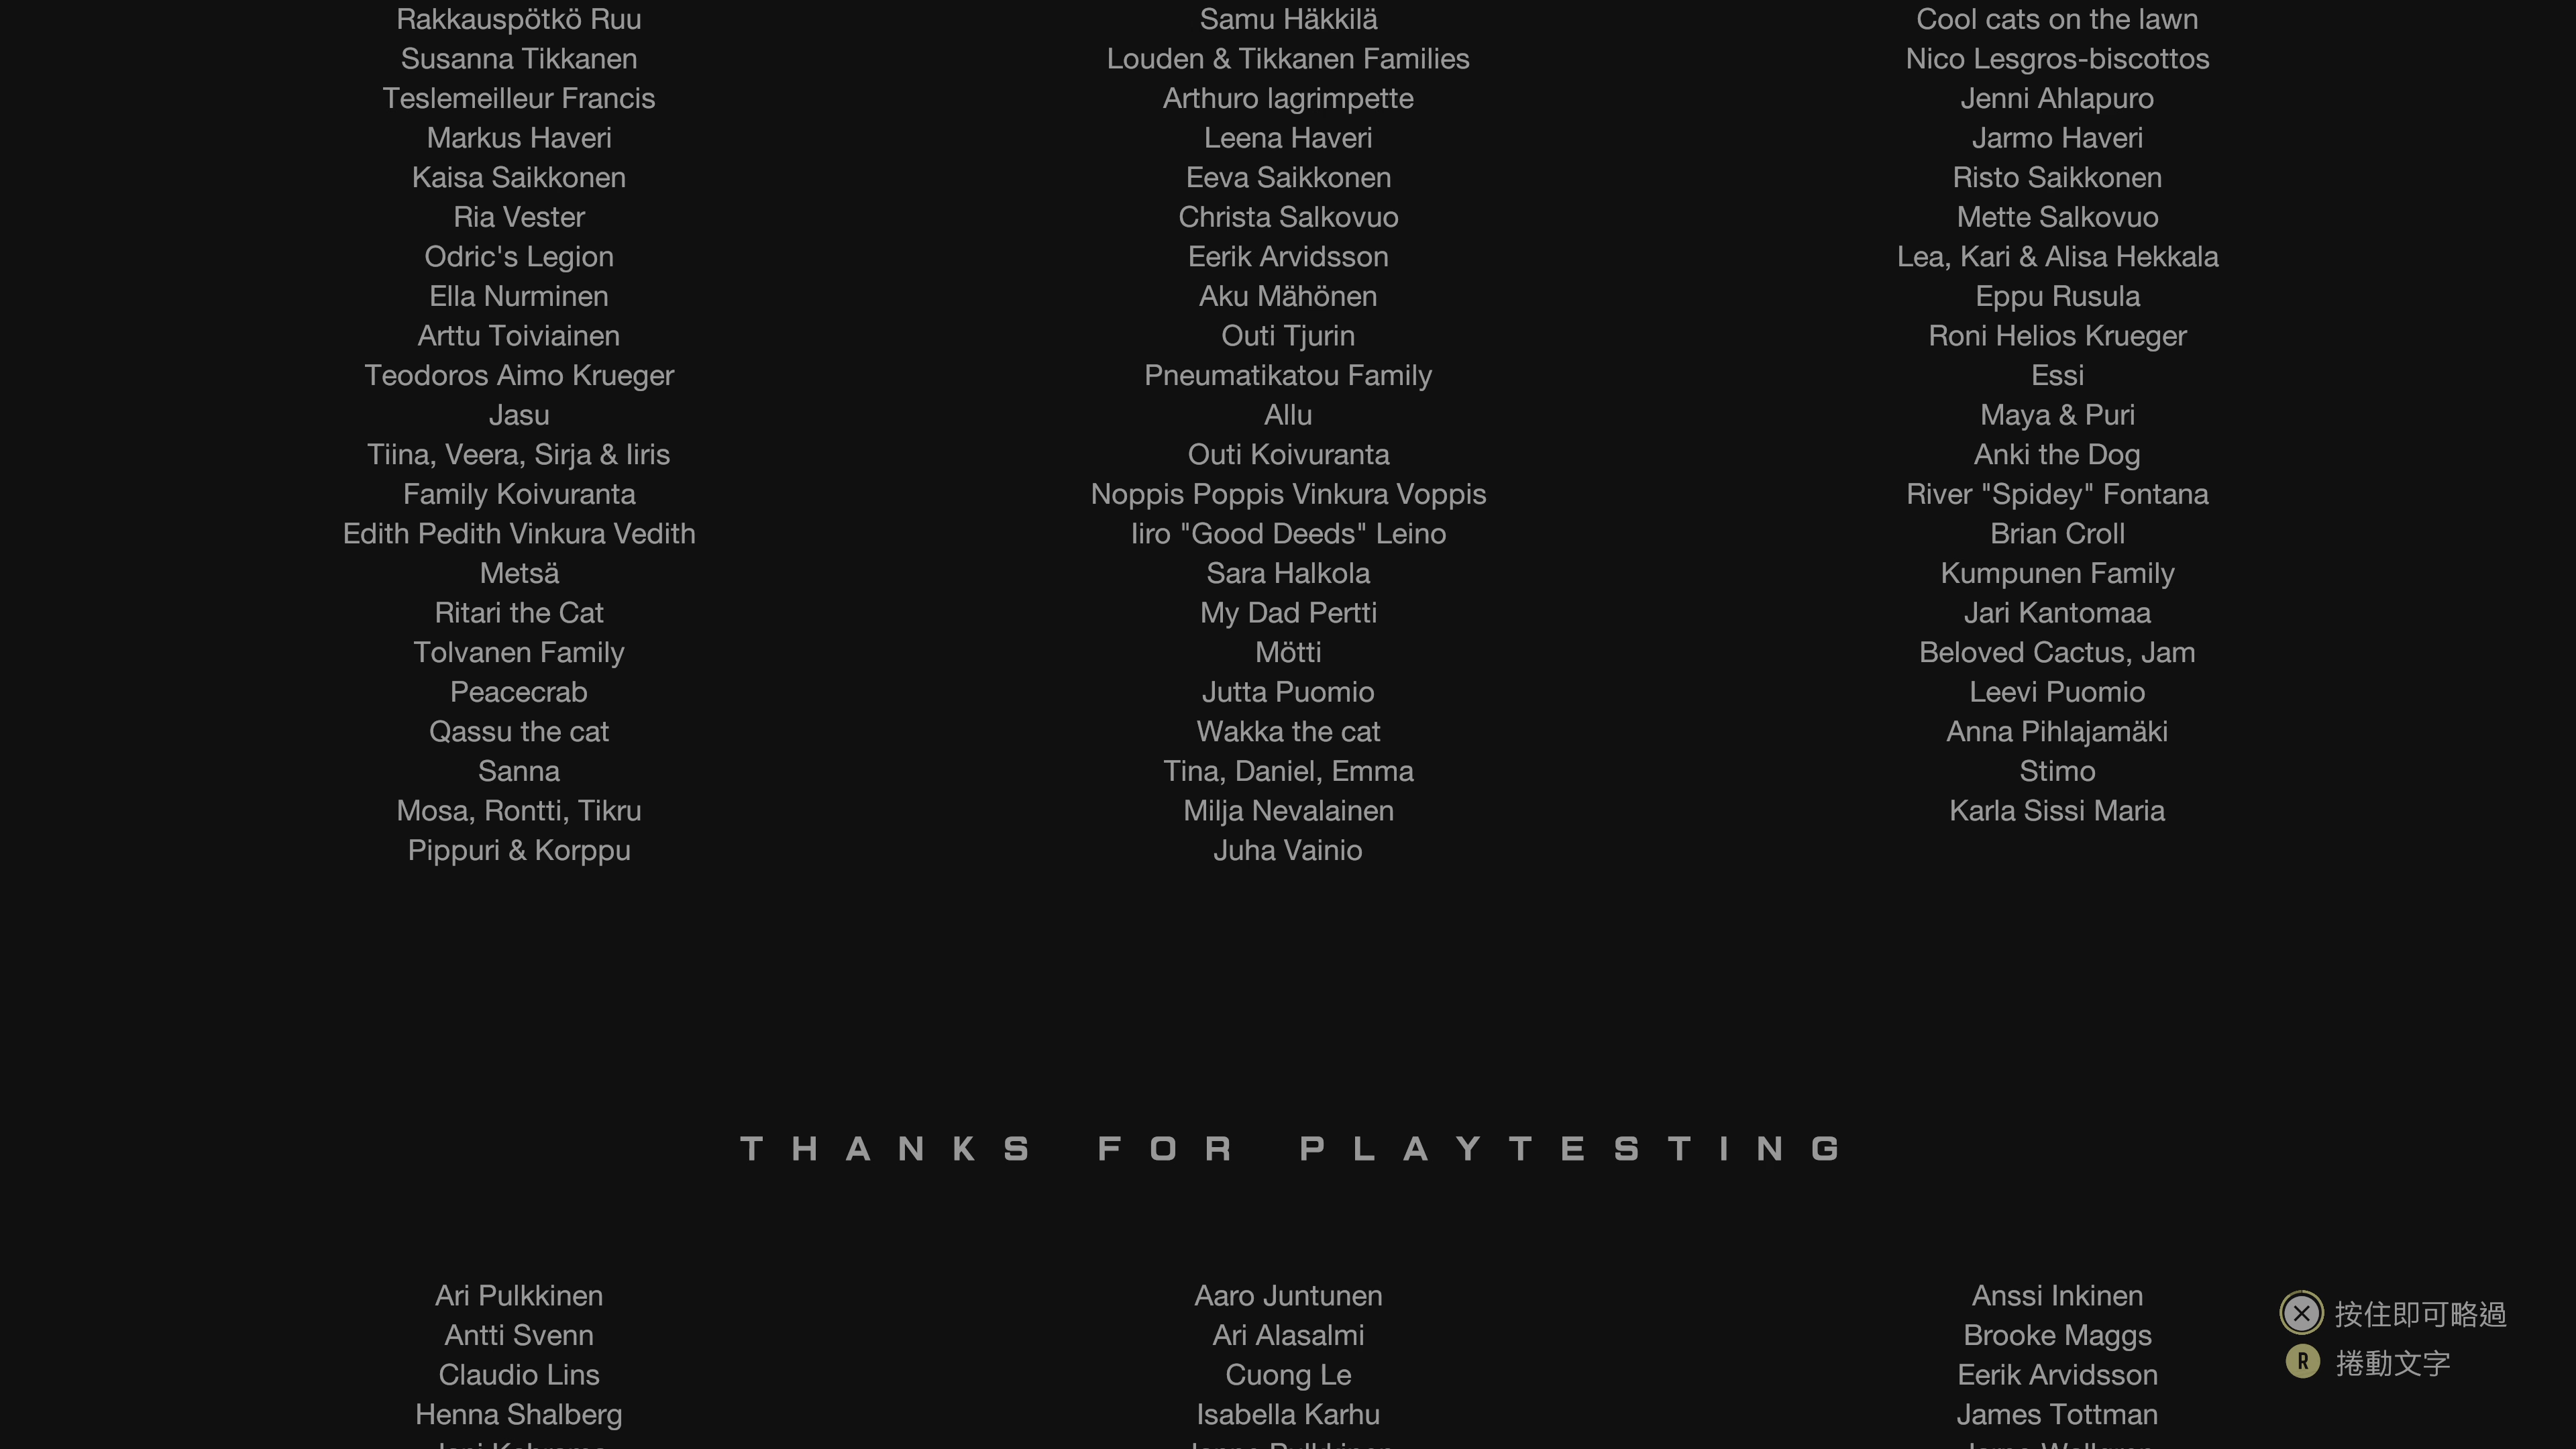 Rakkauspötkö Ruu
Samu Häkkilä
Cool cats on the lawn
Susanna Tikkanen
Louden & Tikkanen Families
Nico Lesgros-biscottos
Teslemeilleur Francis
Arthuro lagrimpette
Jenni Ahlapuro
Markus Haveri
Leena Haveri
Jarmo Haveri
Kaisa Saikkonen
Eeva Saikkonen
Risto Saikkonen
Ria Vester
Christa Salkovuo
Mette Salkovuo
Odric's Legion
Eerik Arvidsson
Lea, Kari & Alisa Hekkala
Ella Nurminen
Aku Mähönen
Eppu Rusula
Arttu Toiviainen
Outi Tjurin
Roni Helios Krueger
Teodoros Aimo Krueger
Pneumatikatou Family
Essi
Jasu
Allu
Maya & Puri
Tiina, Veera, Sirja & Iiris
Outi Koivuranta
Anki the Dog
Family Koivuranta
Noppis Poppis Vinkura Voppis
River "Spidey" Fontana
Edith Pedith Vinkura Vedith
Iiro "Good Deeds" Leino
Brian Croll
Metsä
Sara Halkola
Kumpunen Family
Ritari the Cat
My Dad Pertti
Jari Kantomaa
Tolvanen Family
Mötti
Beloved Cactus, Jam
Peacecrab
Jutta Puomio
Leevi Puomio
Qassu the cat
Wakka the cat
Anna Pihlajamäki
Sanna
Tina, Daniel, Emma
Stimo
Mosa, Rontti, Tikru
Milja Nevalainen
Karla Sissi Maria
Pippuri & Korppu
Juha Vainio
THANKS FOR PLAYTESTING
Ari Pulkkinen
Aaro Juntunen
Anssi Inkinen
Antti Svenn
Ari Alasalmi
Brooke Maggs
Claudio Lins
Cuong Le
Eerik Arvidsson
Henna Shalberg
Isabella Karhu
James Tottman
按住即可略過
R 捲動文字